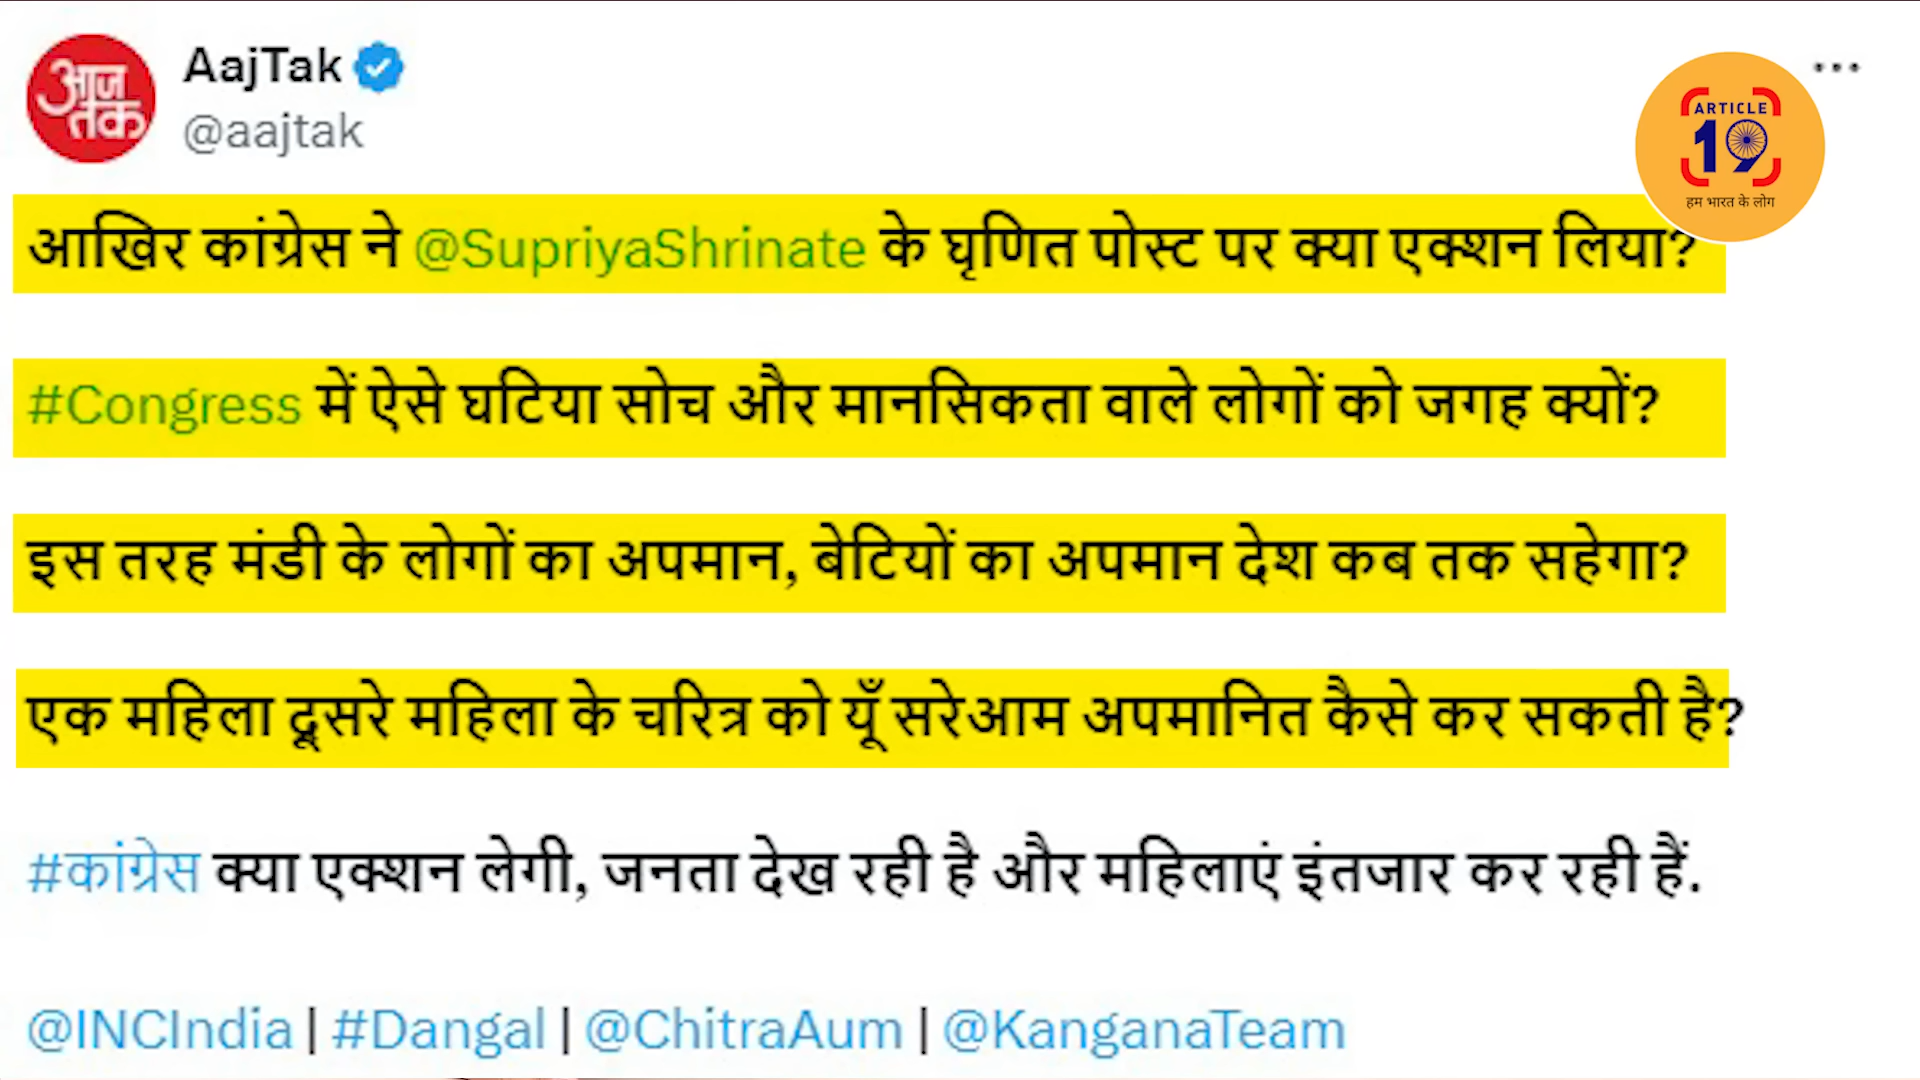 आज तक
AajTak
@aajtak
ARTICLE
19
हम भारत के लोग
आखिर कांग्रेस ने @SupriyaShrinate के घृणित पोस्ट पर क्या एक्शन लिया?
#Congress में ऐसे घटिया सोच और मानसिकता वाले लोगों को जगह क्यों?
इस तरह मंडी के लोगों का अपमान, बेटियों का अपमान देश कब तक सहेगा?
एक महिला दूसरे महिला के चरित्र को यूँ सरेआम अपमानित कैसे कर सकती है?
#कांग्रेस क्या एक्शन लेगी, जनता देख रही है और महिलाएं इंतजार कर रही हैं.
@INCIndia | #Dangal | @ChitraAum | @KanganaTeam